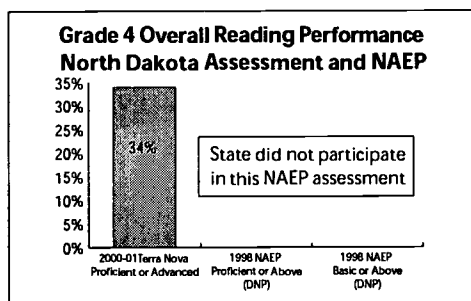 Grade 4 Overall Reading Performance
North Dakota Assessment and NAEP
35%
30%
25%
20%
15%
10%
5%
0%
34%
State did not participate
in this NAEP assessment
2000-01 Terra Nova
Proficient or Advanced
1998 NAEP
Proficient or Above
(DNP)
1998 NAEP
Basic or Above
(DNP)